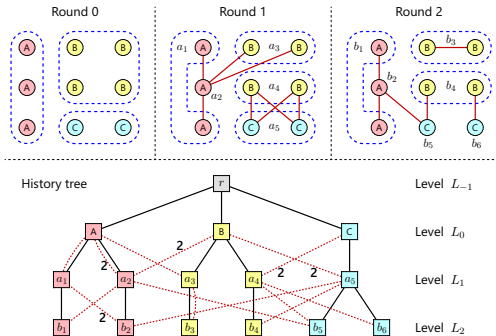 Round 0 Round 1 Round 2
A B B a₁ A a₃ B B b₁ A B b₃ B
A B B A a₂ B a₄ B A b₂ B b₄ B
A C C A C a₅ C A C b₅ C b₆
History tree r Level L₋₁
A B C Level L₀
2 2 2 2
a₁ a₂ a₃ a₄ a₅ Level L₁
2
b₁ b₂ b₃ b₄ b₅ b₆ Level L₂